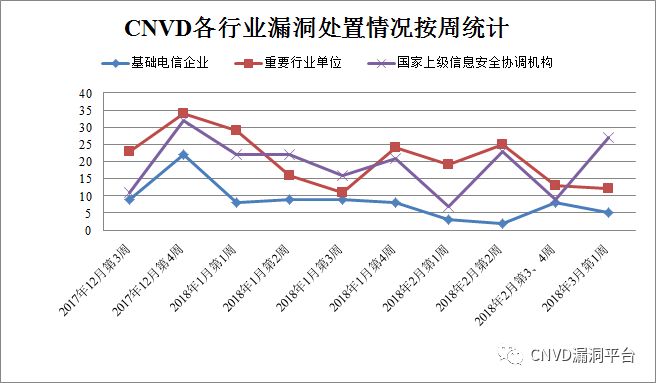 CNVD各行业漏洞处置情况按周统计
基础电信企业 重要行业单位 国家上级信息安全协调机构
40
35
30
25
20
15
10
5
0
2017年12月第3周
2017年12月第4周
2018年1月第1周
2018年1月第2周
2018年1月第3周
2018年1月第4周
2018年2月第1周
2018年2月第2周
2018年2月第3、4周
2018年3月第1周
CNVD漏洞平台